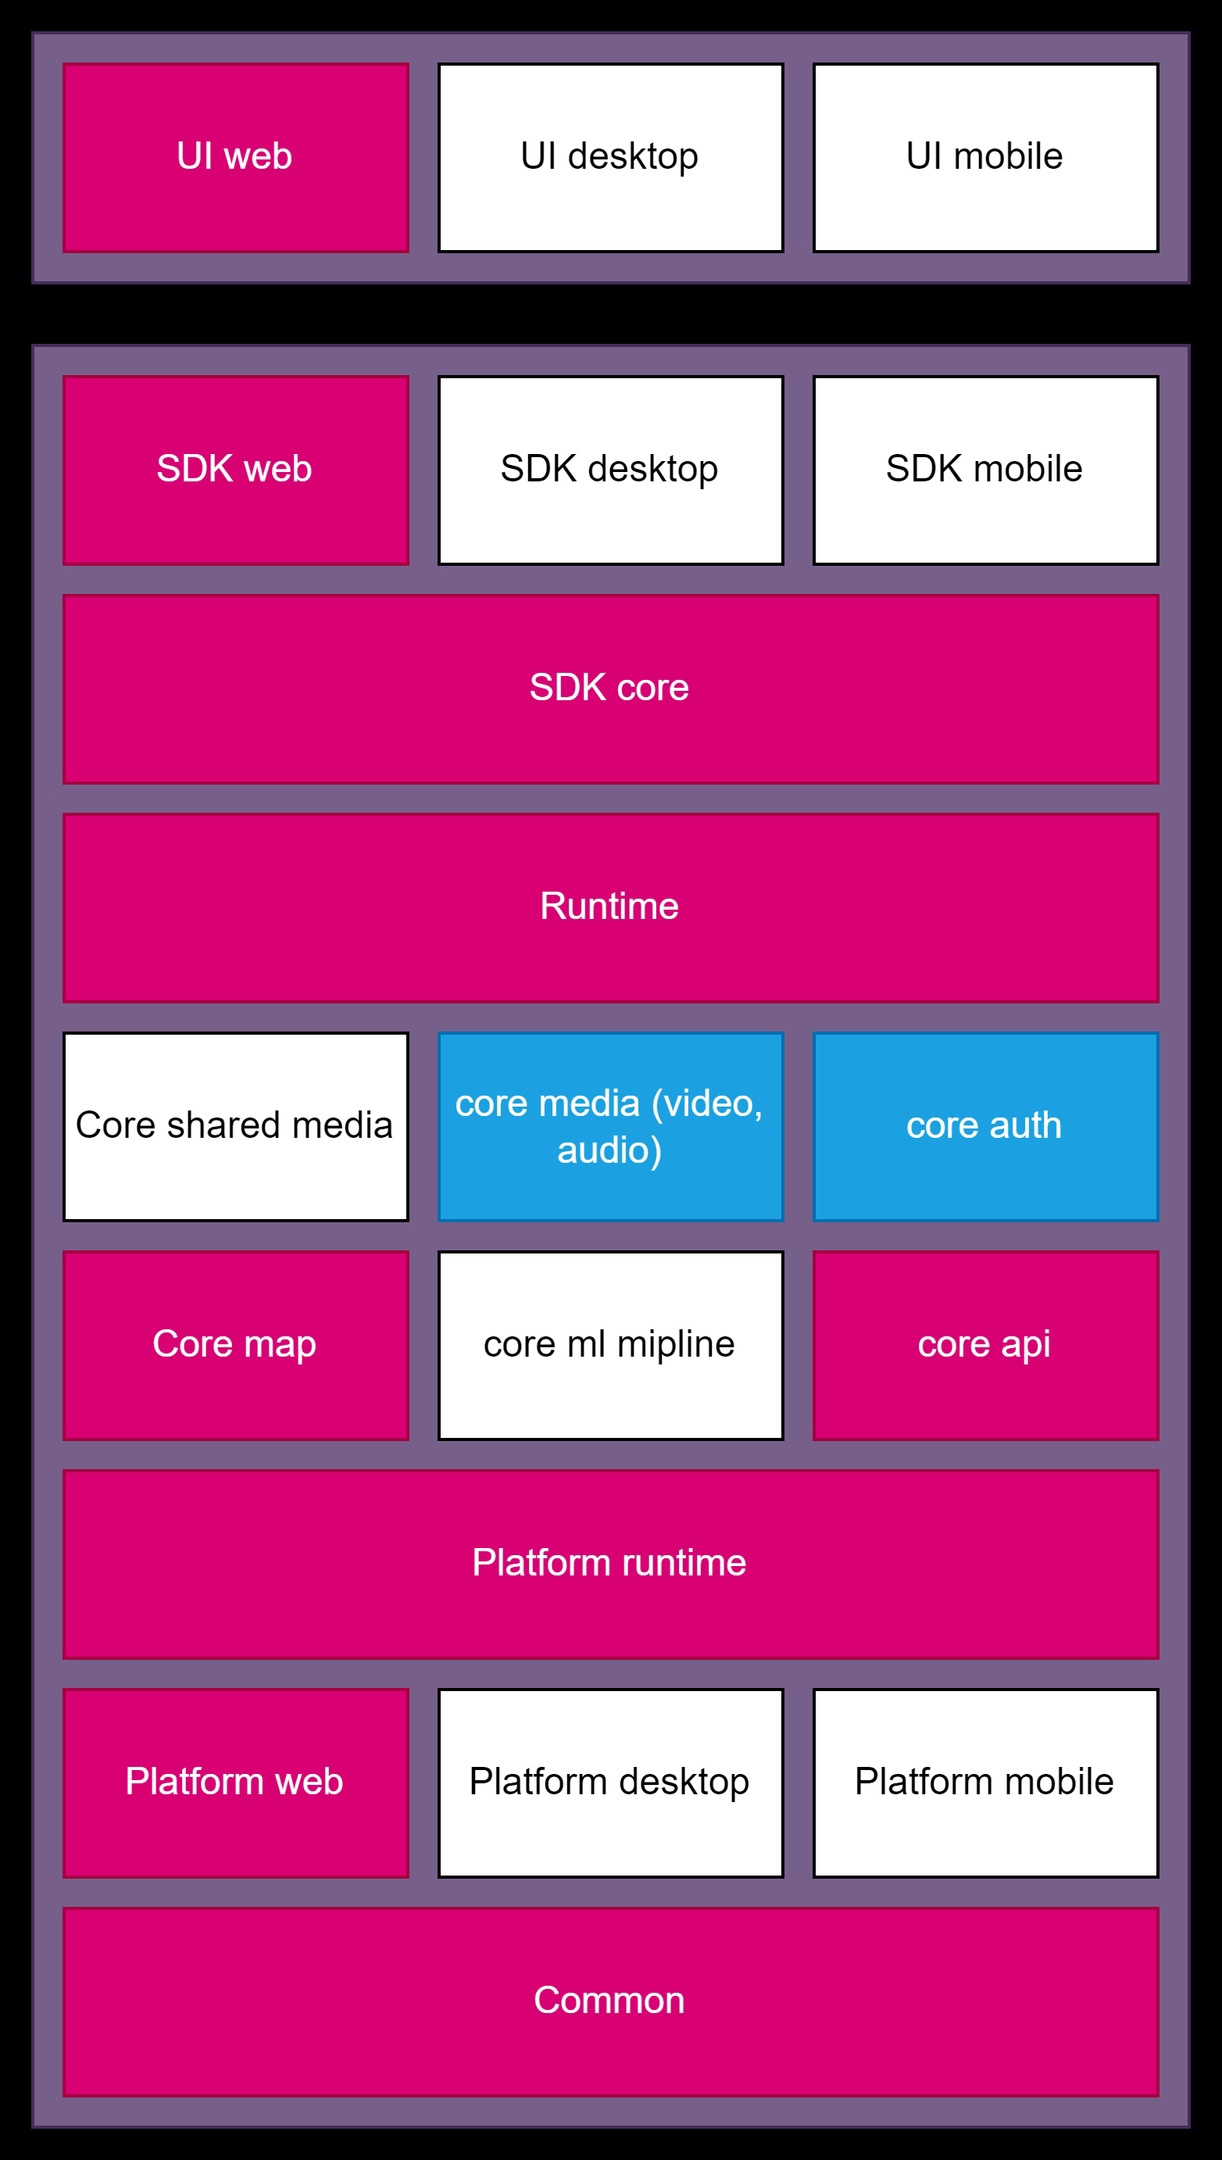 UI web
UI desktop
UI mobile
SDK web
SDK desktop
SDK mobile
SDK core
Runtime
Core shared media
core media (video,
audio)
core auth
Core map
core ml mipline
core api
Platform runtime
Platform web
Platform desktop
Platform mobile
Common